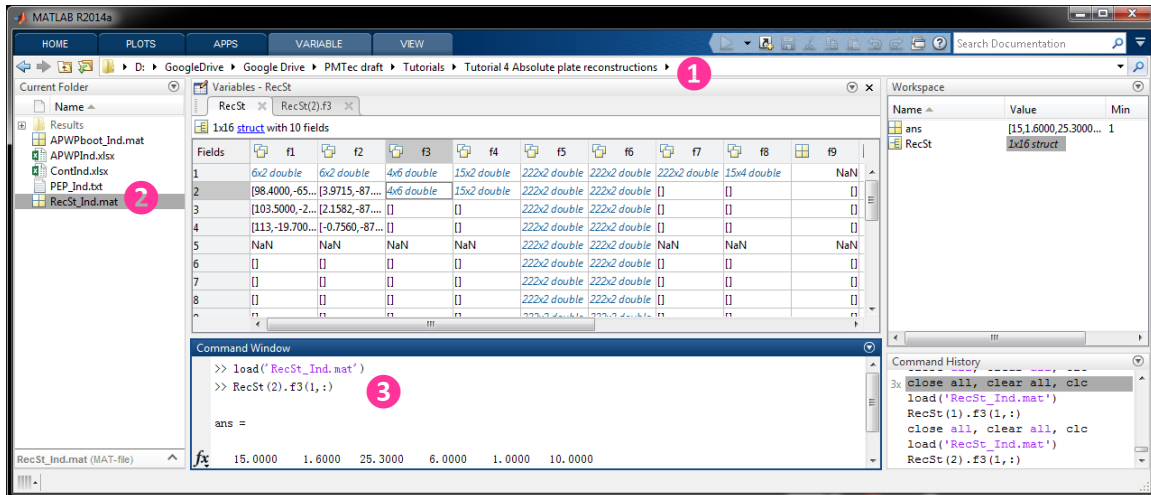 MATLAB R2014a
HOME PLOTS APPS VARIABLE VIEW Search Documentation
D: GoogleDrive Google Drive PMTec draft Tutorials Tutorial 4 Absolute plate reconstructions
1
Current Folder
Name
Results
APWPboot_Ind.mat
APWPInd.xlsx
ContInd.xlsx
PEP_Ind.txt
RecSt_Ind.mat
2
RecSt_Ind.mat (MAT-file)
Variables - RecSt
RecSt RecSt(2).f3
1x16 struct with 10 fields
Fields f1 f2 f3 f4 f5 f6 f7 f8 f9
1 6x2 double 6x2 double 4x6 double 15x2 double 222x2 double 222x2 double 222x2 double 15x4 double NaN
2 [98.4000,-65... [3.9715,-87.... 4x6 double 15x2 double 222x2 double 222x2 double [] [] []
3 [103.5000,-2... [2.1582,-87.... [] [] 222x2 double 222x2 double [] [] []
4 [113,-19.700... [-0.7560,-87... [] [] 222x2 double 222x2 double [] [] []
5 NaN NaN NaN NaN 222x2 double 222x2 double NaN NaN NaN
6 [] [] [] [] 222x2 double 222x2 double [] [] []
7 [] [] [] [] 222x2 double 222x2 double [] [] []
8 [] [] [] [] 222x2 double 222x2 double [] [] []
Command Window
>> load('RecSt_Ind.mat')
>> RecSt(2).f3(1,:)
3
ans =
fx 15.0000 1.6000 25.3000 6.0000 1.0000 10.0000
Workspace
Name Value Min
ans [15,1.6000,25.3000... 1
RecSt 1x16 struct
Command History
3x close all, clear all, clc
load('RecSt_Ind.mat')
RecSt(1).f3(1,:)
close all, clear all, clc
load('RecSt_Ind.mat')
RecSt(2).f3(1,:)